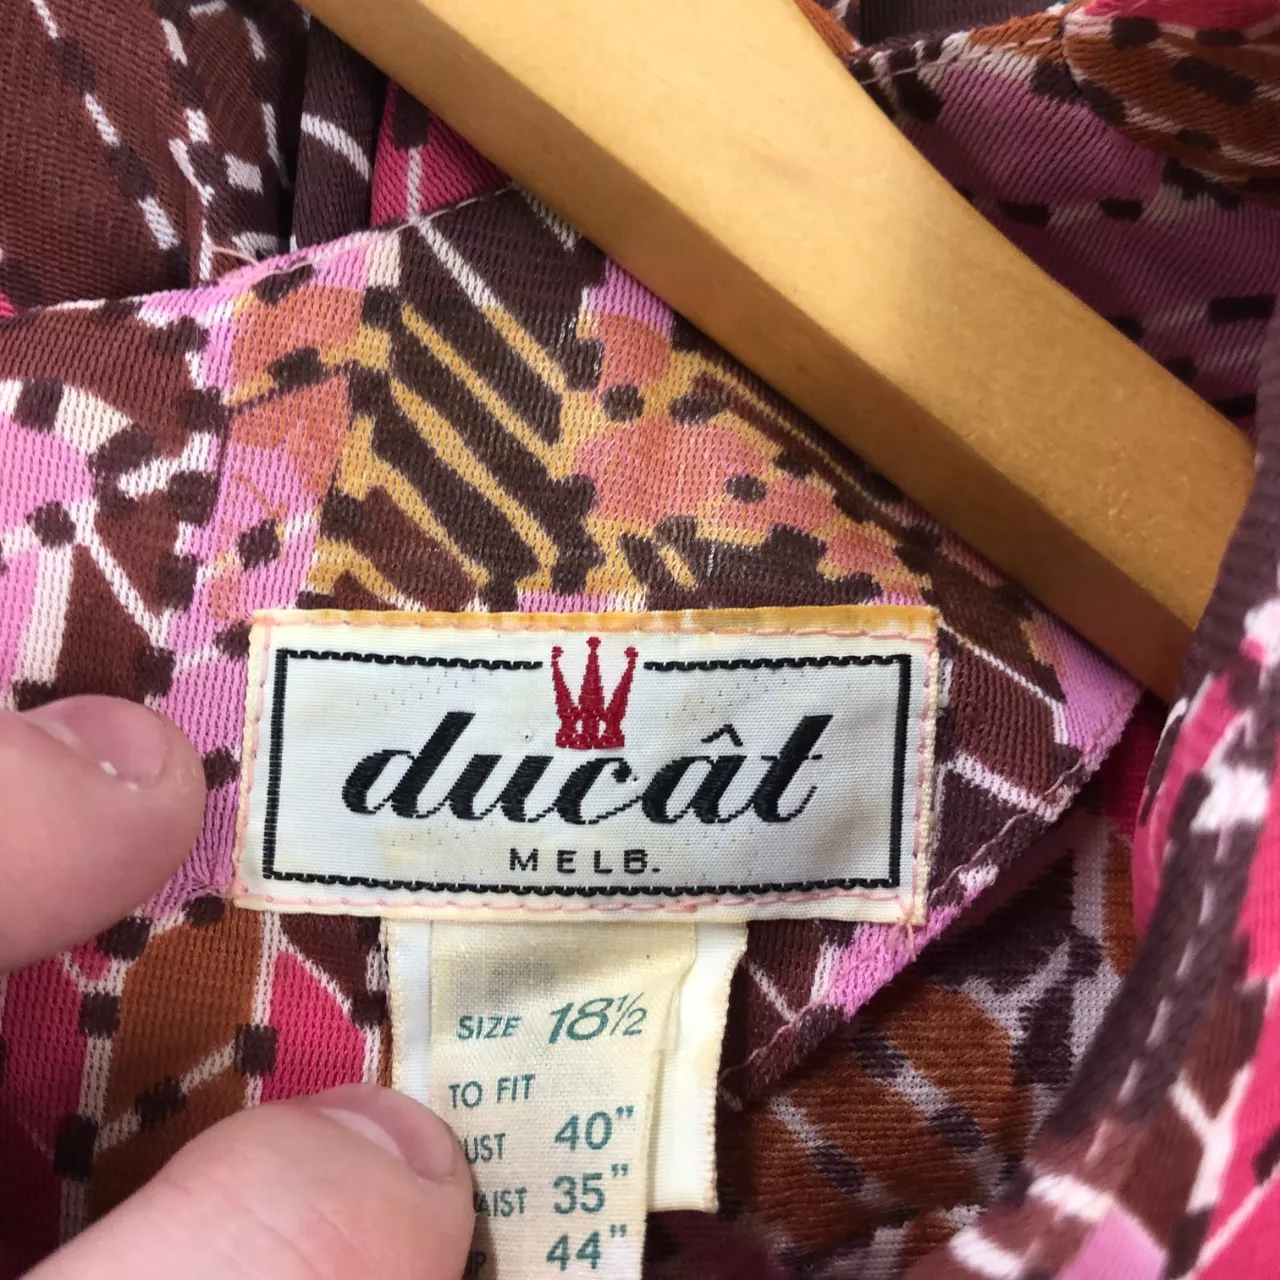 ducât
MELB.
SIZE 18½
TO FIT
UST 40"
AIST 35"
P 44"